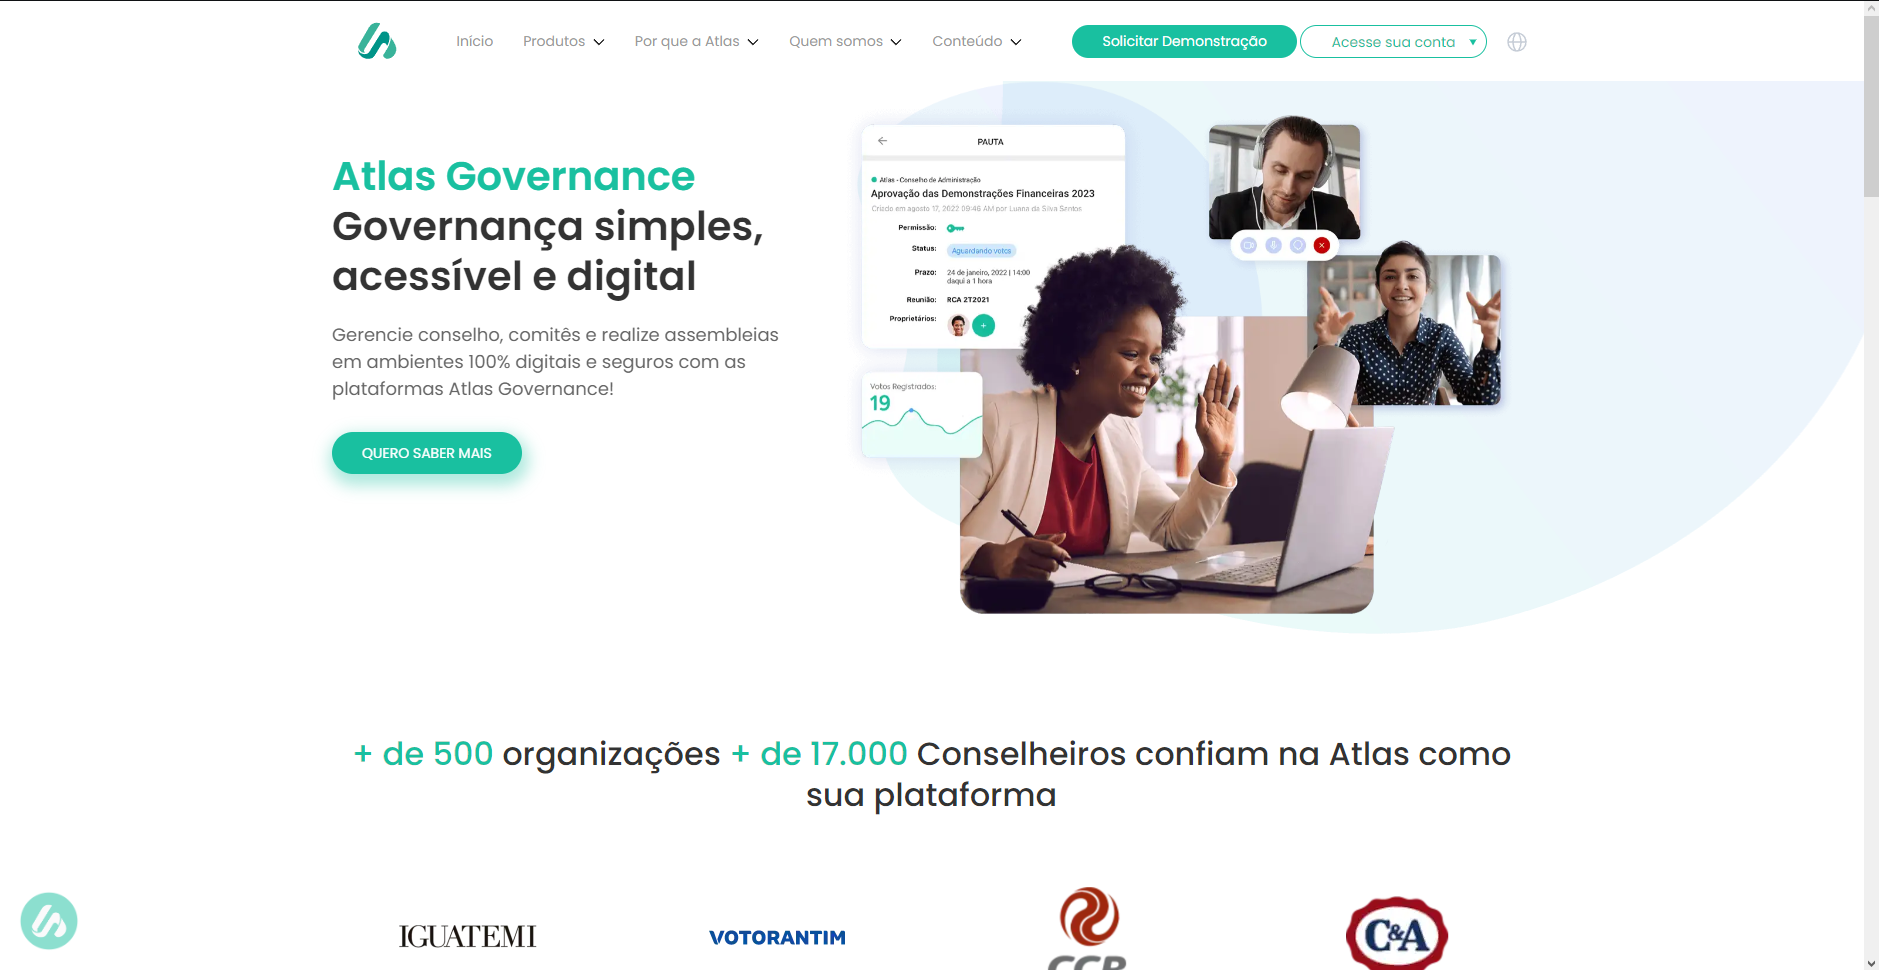 Início
Produtos
Por que a Atlas
Quem somos
Conteúdo
Solicitar Demonstração
Acesse sua conta
Atlas Governance
Governança simples,
acessível e digital
Gerencie conselho, comitês e realize assembleias
em ambientes 100% digitais e seguros com as
plataformas Atlas Governance!
QUERO SABER MAIS
PAUTA
Atlas - Conselho de Administração
Aprovação das Demonstrações Financeiras 2023
Criado em agosto 17, 2022 09:46 AM por Luana da Silva Santos
Permissão:
Status: Aguardando votos
Prazo: 24 de janeiro, 2022 | 14:00
daqui a 1 hora
Reunião: RCA 2T2021
Proprietários:
Votos Registrados:
19
+ de 500 organizações + de 17.000 Conselheiros confiam na Atlas como
sua plataforma
IGUATEMI
VOTORANTIM
CCR
C&A